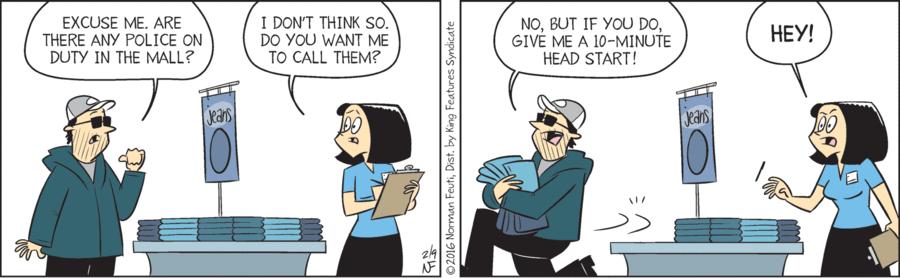 EXCUSE ME. ARE
THERE ANY POLICE ON
DUTY IN THE MALL?
I DON'T THINK SO.
DO YOU WANT ME
TO CALL THEM?
jeans
2/9
NF
©2016 Norman Feuti, Dist. by King Features Syndicate
NO, BUT IF YOU DO,
GIVE ME A 10-MINUTE
HEAD START!
HEY!
jeans